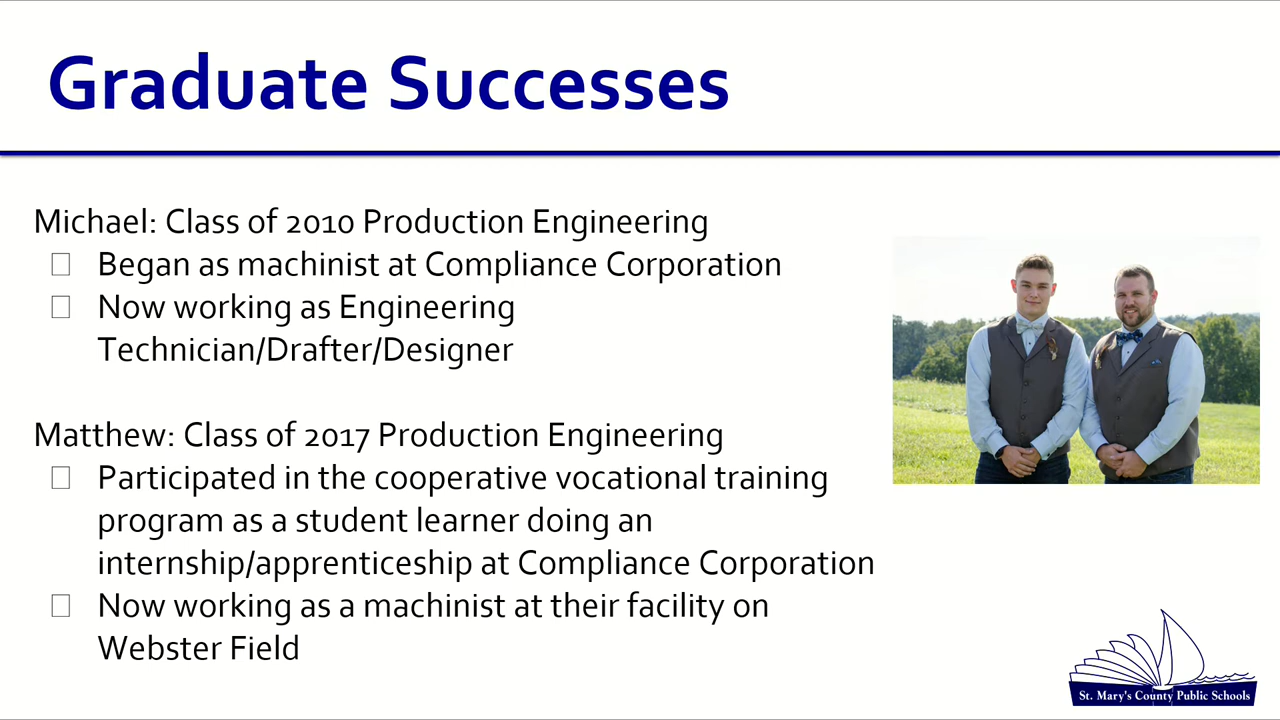 Graduate Successes
Michael: Class of 2010 Production Engineering
Began as machinist at Compliance Corporation
Now working as Engineering
Technician/Drafter/Designer
Matthew: Class of 2017 Production Engineering
Participated in the cooperative vocational training
program as a student learner doing an
internship/apprenticeship at Compliance Corporation
Now working as a machinist at their facility on
Webster Field
St. Mary's County Public Schools